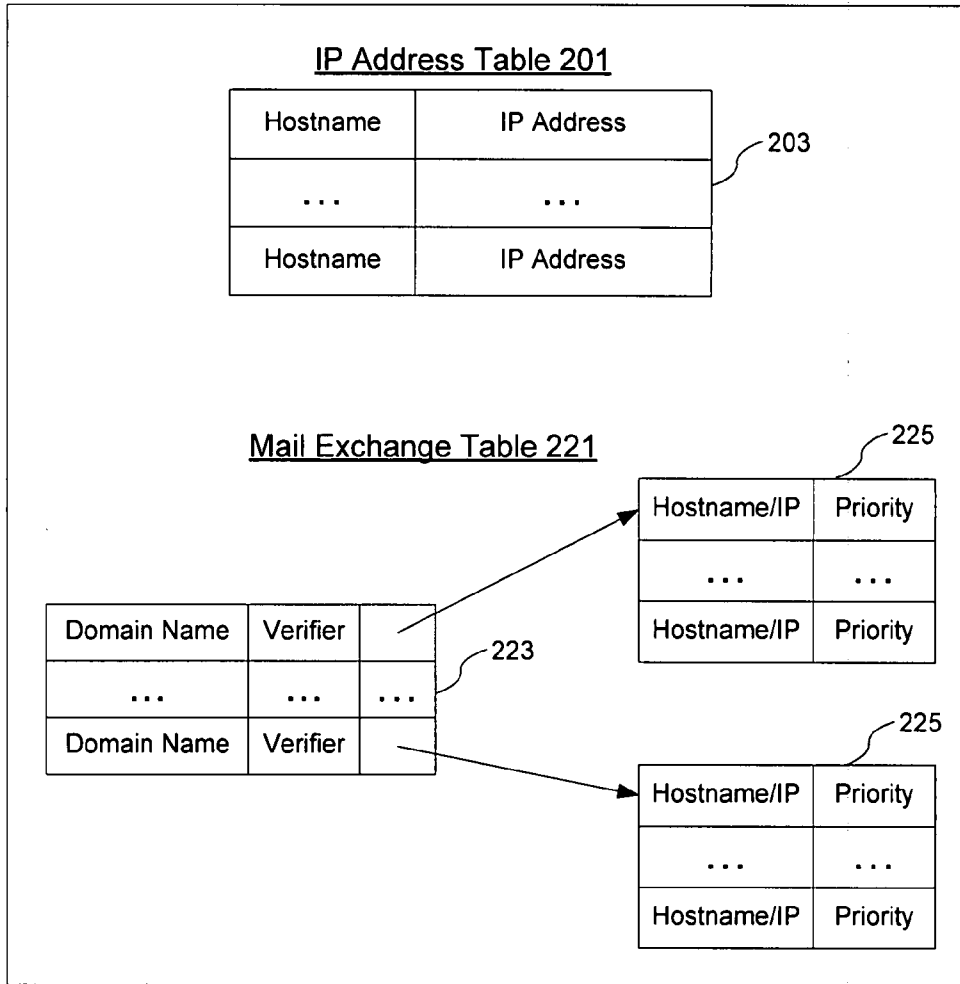 IP Address Table 201
Hostname IP Address
203
... ...
Hostname IP Address
Mail Exchange Table 221
225
Hostname/IP Priority
... ...
Hostname/IP Priority
Domain Name Verifier
223
... ... ...
Domain Name Verifier
225
Hostname/IP Priority
... ...
Hostname/IP Priority